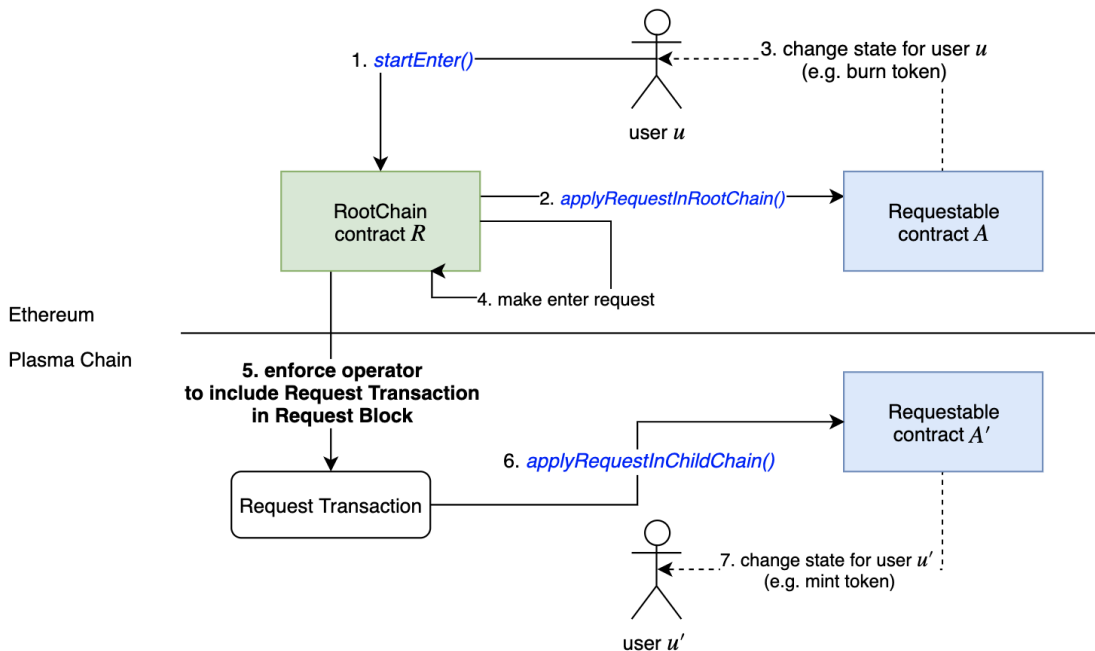 1. startEnter()
3. change state for user u
(e.g. burn token)
user u
RootChain
contract R
2. applyRequestInRootChain()
Requestable
contract A
4. make enter request
Ethereum
Plasma Chain
5. enforce operator
to include Request Transaction
in Request Block
Requestable
contract A′
6. applyRequestInChildChain()
Request Transaction
7. change state for user u′
(e.g. mint token)
user u′